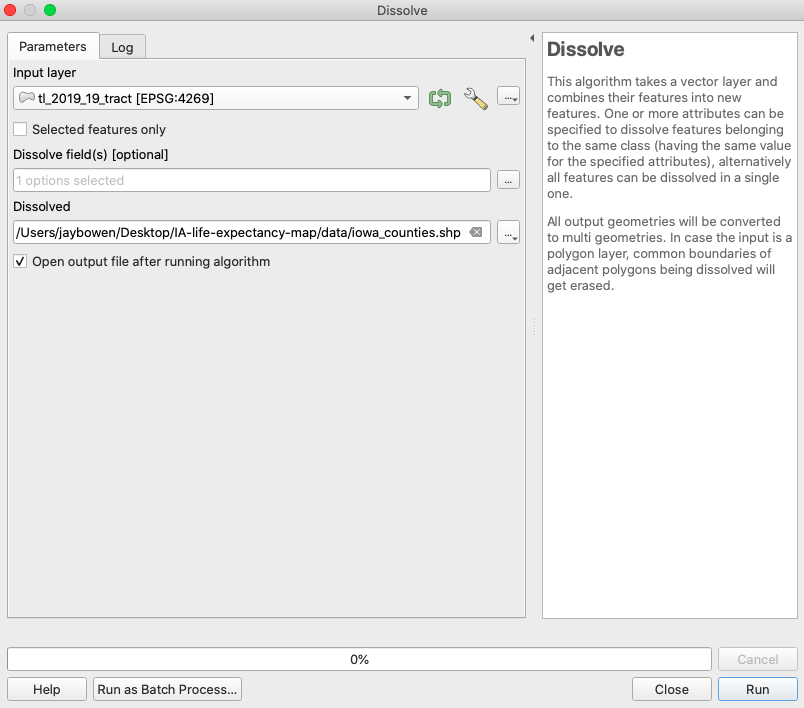 Dissolve
Parameters
Log
Input layer
tl_2019_19_tract [EPSG:4269]
...
Selected features only
Dissolve field(s) [optional]
1 options selected
...
Dissolved
/Users/jaybowen/Desktop/IA-life-expectancy-map/data/iowa_counties.shp
...
Open output file after running algorithm
Dissolve
This algorithm takes a vector layer and
combines their features into new
features. One or more attributes can be
specified to dissolve features belonging
to the same class (having the same value
for the specified attributes), alternatively
all features can be dissolved in a single
one.
All output geometries will be converted
to multi geometries. In case the input is a
polygon layer, common boundaries of
adjacent polygons being dissolved will
get erased.
0%
Cancel
Help
Run as Batch Process...
Close
Run